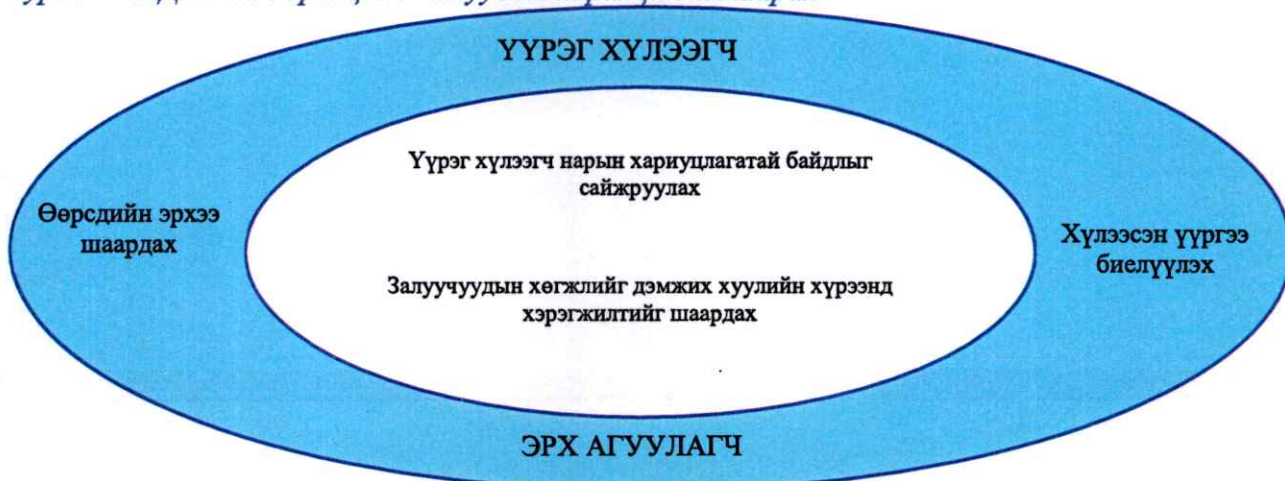 ҮҮРЭГ ХҮЛЭЭГЧ
Үүрэг хүлээгч нарын хариуцлагатай байдлыг
сайжруулах
Өөрсдийн эрхээ
шаардах
Хүлээсэн үүргээ
биелүүлэх
Залуучуудын хөгжлийг дэмжих хуулийн хүрээнд
хэрэгжилтийг шаардах
ЭРХ АГУУЛАГЧ